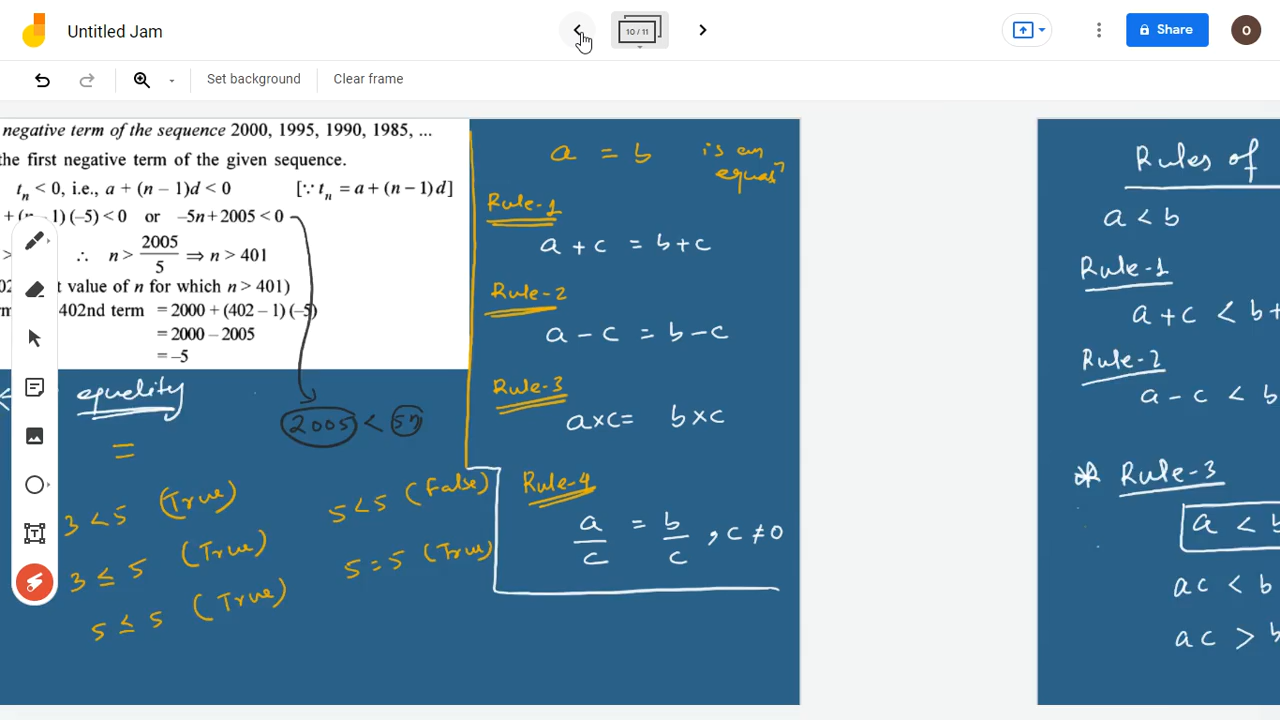 Untitled Jam
10 / 11
Share
O
Set background
Clear frame
negative term of the sequence 2000, 1995, 1990, 1985, ...
the first negative term of the given sequence.
tn < 0, i.e., a + (n – 1)d < 0 [∵ tn = a + (n – 1) d]
1) (–5) < 0 or –5n + 2005 < 0
> ∴ n > 2005/5 ⇒ n > 401
t value of n for which n > 401)
402nd term = 2000 + (402 – 1) (–5)
= 2000 – 2005
= –5
< equality
=
2005 < 5n
3 < 5 (True)
3 ≤ 5 (True)
5 ≤ 5 (True)
5 < 5 (False)
5 = 5 (True)
a = b is an
Rule-1
a + c = b + c
Rule-2
a – c = b – c
Rule-3
a×c = b×c
Rule-4
a/c = b/c , c ≠ 0
Rules of
a < b
Rule-1
a + c < b +
Rule-2
a – c < b
* Rule-3
a < b
ac < b
ac > b